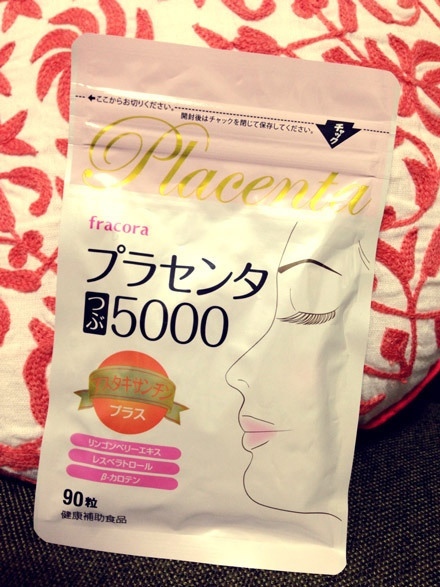 ←ここからお切りください。
開封後はチャックを閉じて保存してください。
チャック
Placenta
fracora
プラセンタ
つぶ5000
アスタキサンチン
プラス
リンゴンベリーエキス
レスベラトロール
β-カロテン
90粒
健康補助食品